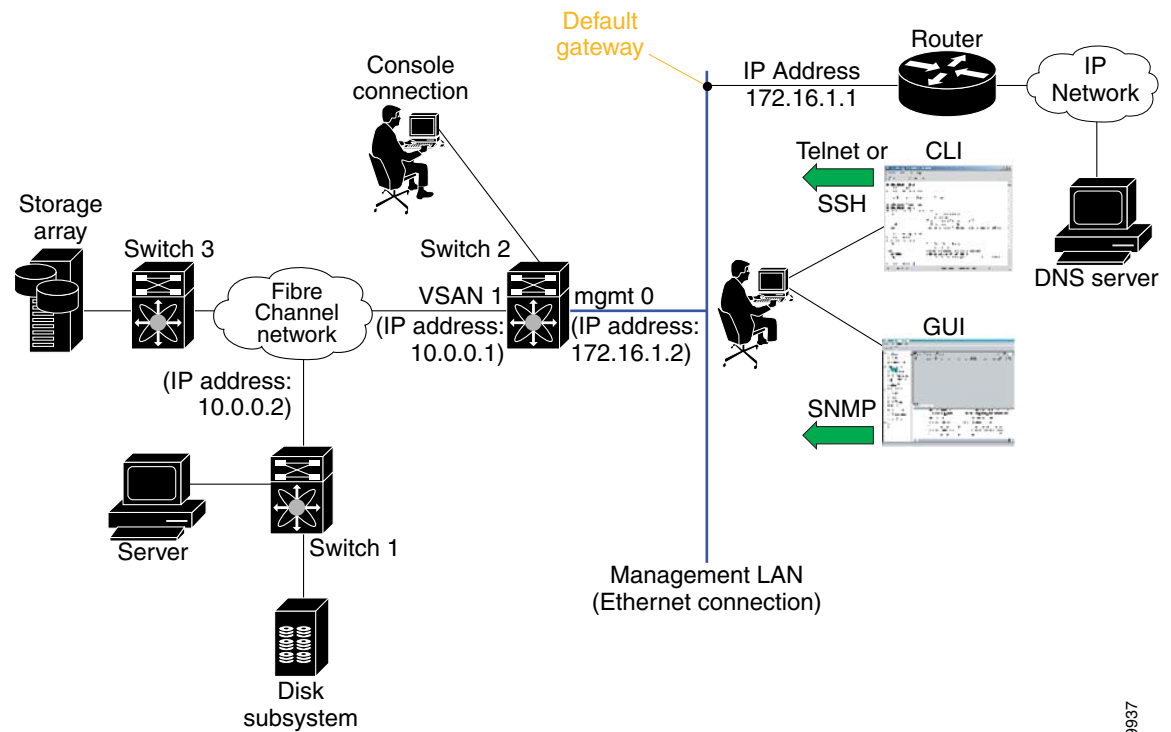 Default
gateway
Router
IP
Network
IP Address
172.16.1.1
Console
connection
Telnet or
SSH
CLI
DNS server
Storage
array
Switch 3
Fibre
Channel
network
Switch 2
VSAN 1
(IP address:
10.0.0.1)
mgmt 0
(IP address:
172.16.1.2)
GUI
SNMP
(IP address:
10.0.0.2)
Server
Switch 1
Management LAN
(Ethernet connection)
Disk
subsystem
9937